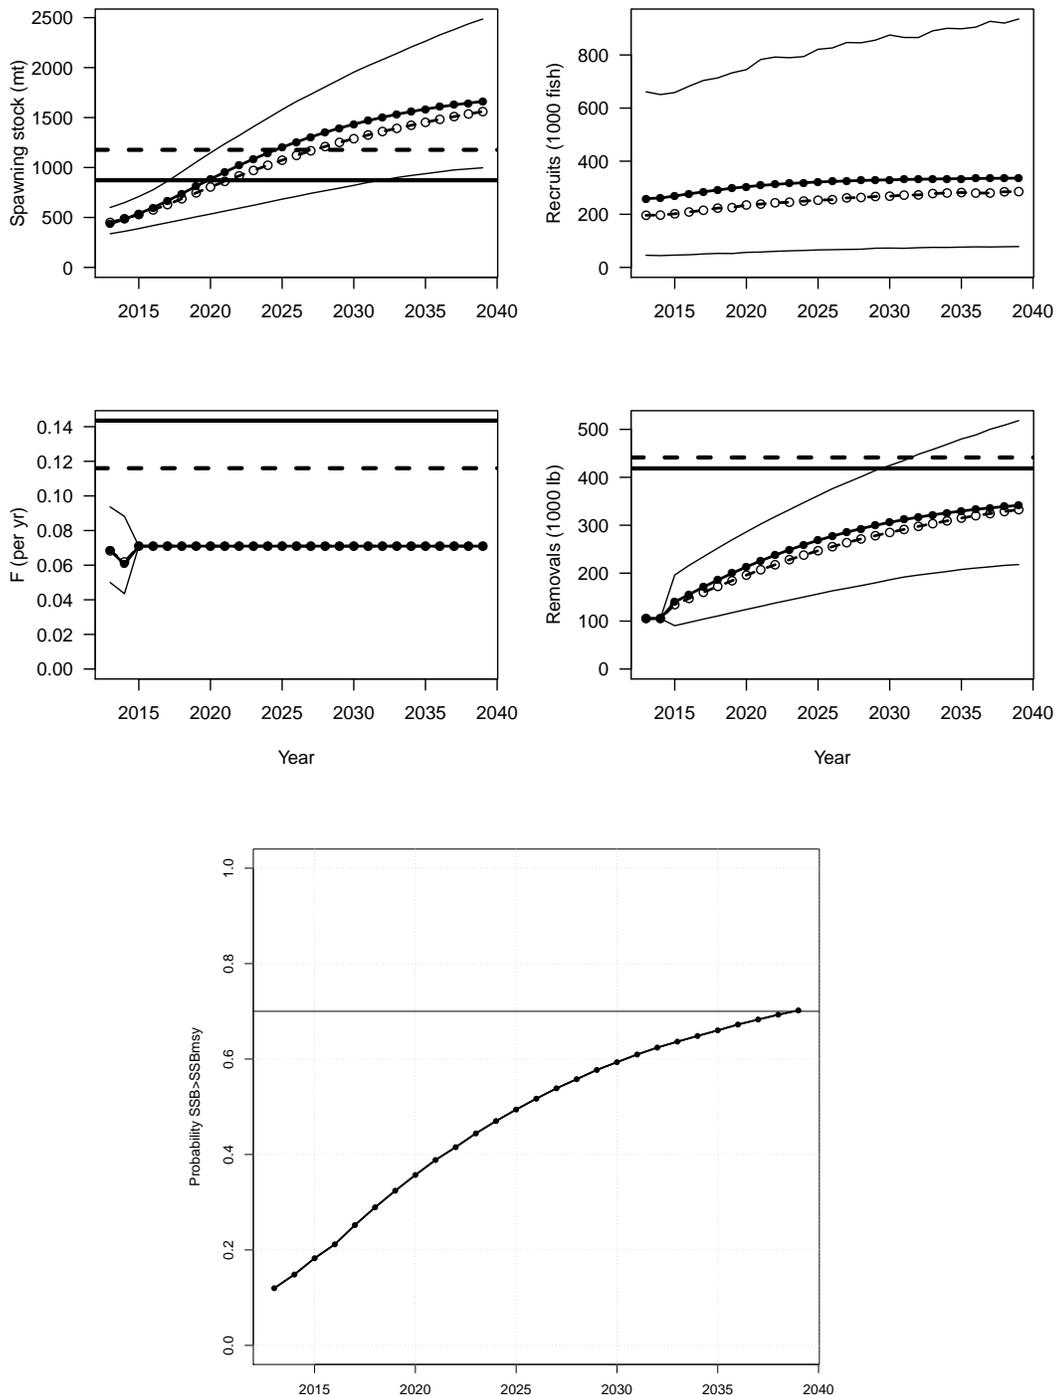 Spawning stock (mt)
2500
2000
1500
1000
500
0
2015 2020 2025 2030 2035 2040
Recruits (1000 fish)
800
600
400
200
0
2015 2020 2025 2030 2035 2040
F (per yr)
0.14
0.12
0.10
0.08
0.06
0.04
0.02
0.00
2015 2020 2025 2030 2035 2040
Year
Removals (1000 lb)
500
400
300
200
100
0
2015 2020 2025 2030 2035 2040
Year
Probability SSB>SSBmsy
1.0
0.8
0.6
0.4
0.2
0.0
2015 2020 2025 2030 2035 2040